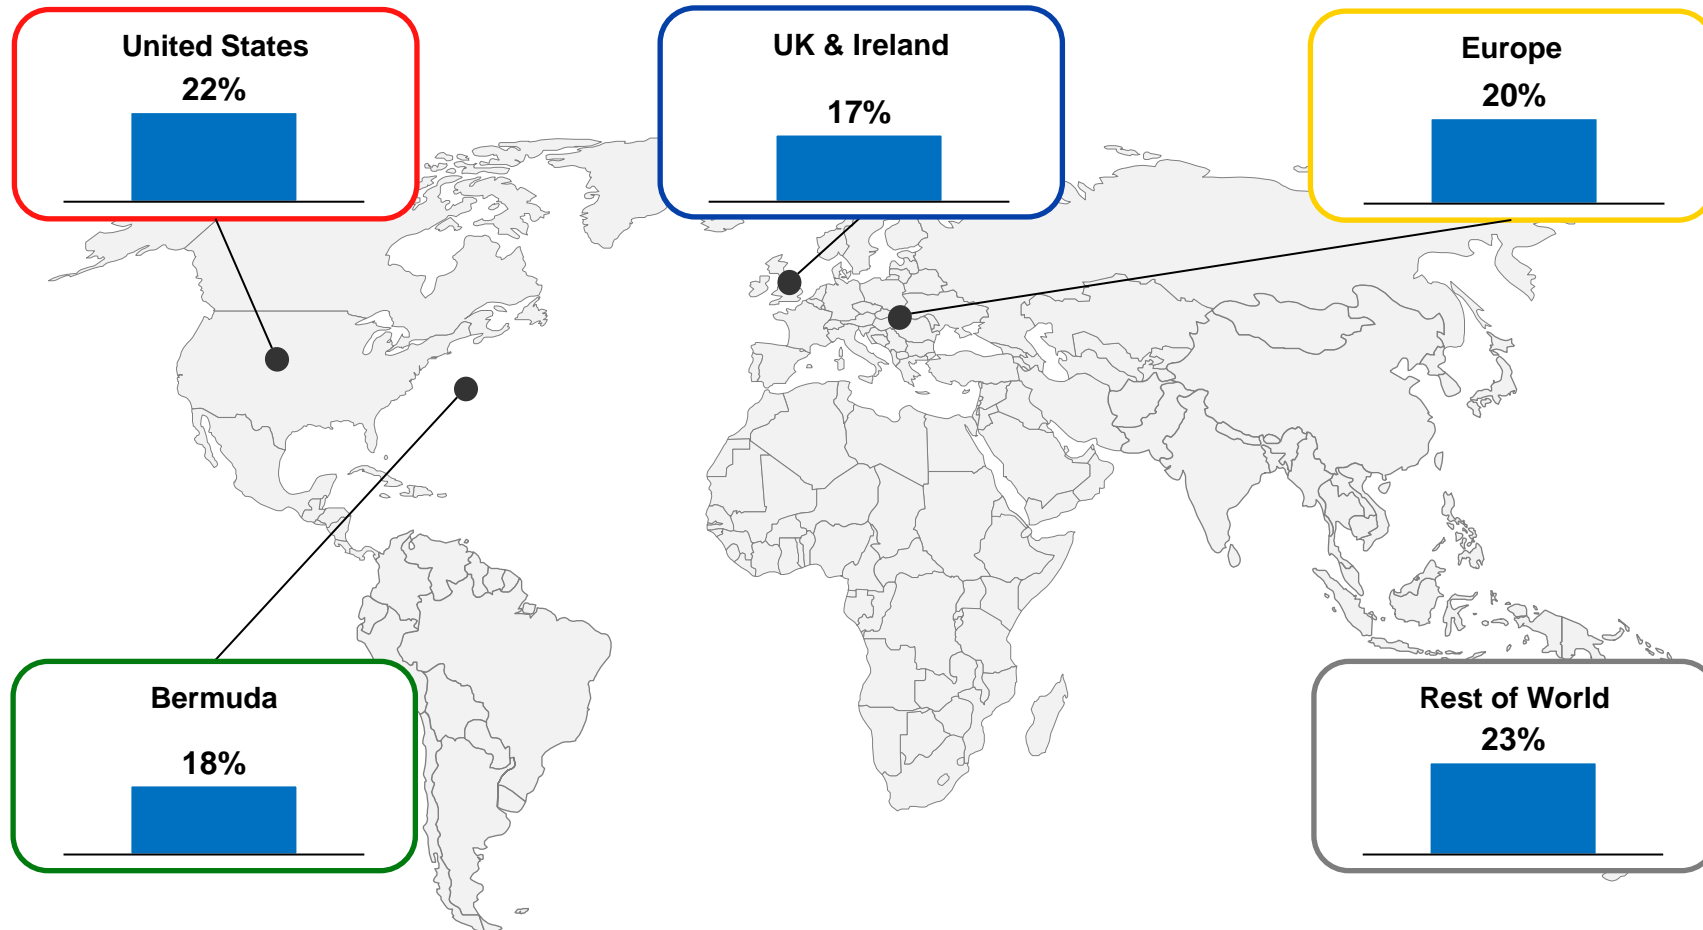 United States
22%
UK & Ireland
17%
Europe
20%
Bermuda
18%
Rest of World
23%